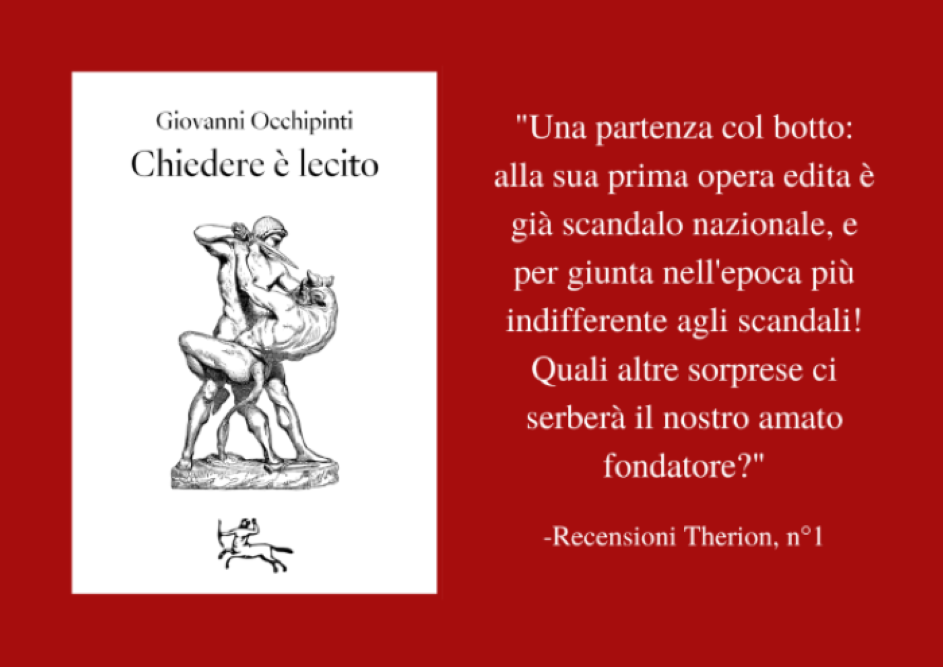 Giovanni Occhipinti
Chiedere è lecito
"Una partenza col botto:
alla sua prima opera edita è
già scandalo nazionale, e
per giunta nell'epoca più
indifferente agli scandali!
Quali altre sorprese ci
serberà il nostro amato
fondatore?"
-Recensioni Therion, n°1